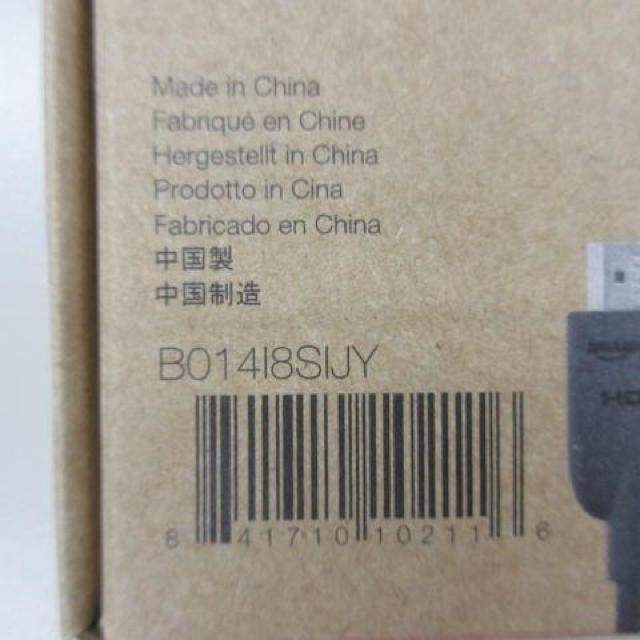 Made in China
Fabriqué en Chine
Hergestellt in China
Prodotto in Cina
Fabricado en China
中国製
中国制造
B014I8SIJY
8 41710 10211 6